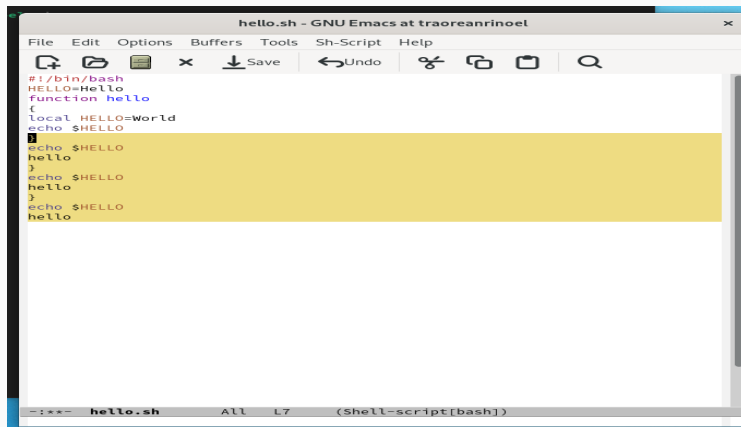 hello.sh - GNU Emacs at traoreanrinoel
File Edit Options Buffers Tools Sh-Script Help
Save Undo
#!/bin/bash
HELLO=Hello
function hello
{
local HELLO=World
echo $HELLO
}
echo $HELLO
hello
}
echo $HELLO
hello
}
echo $HELLO
hello
-:**- hello.sh All L7 (Shell-script[bash])